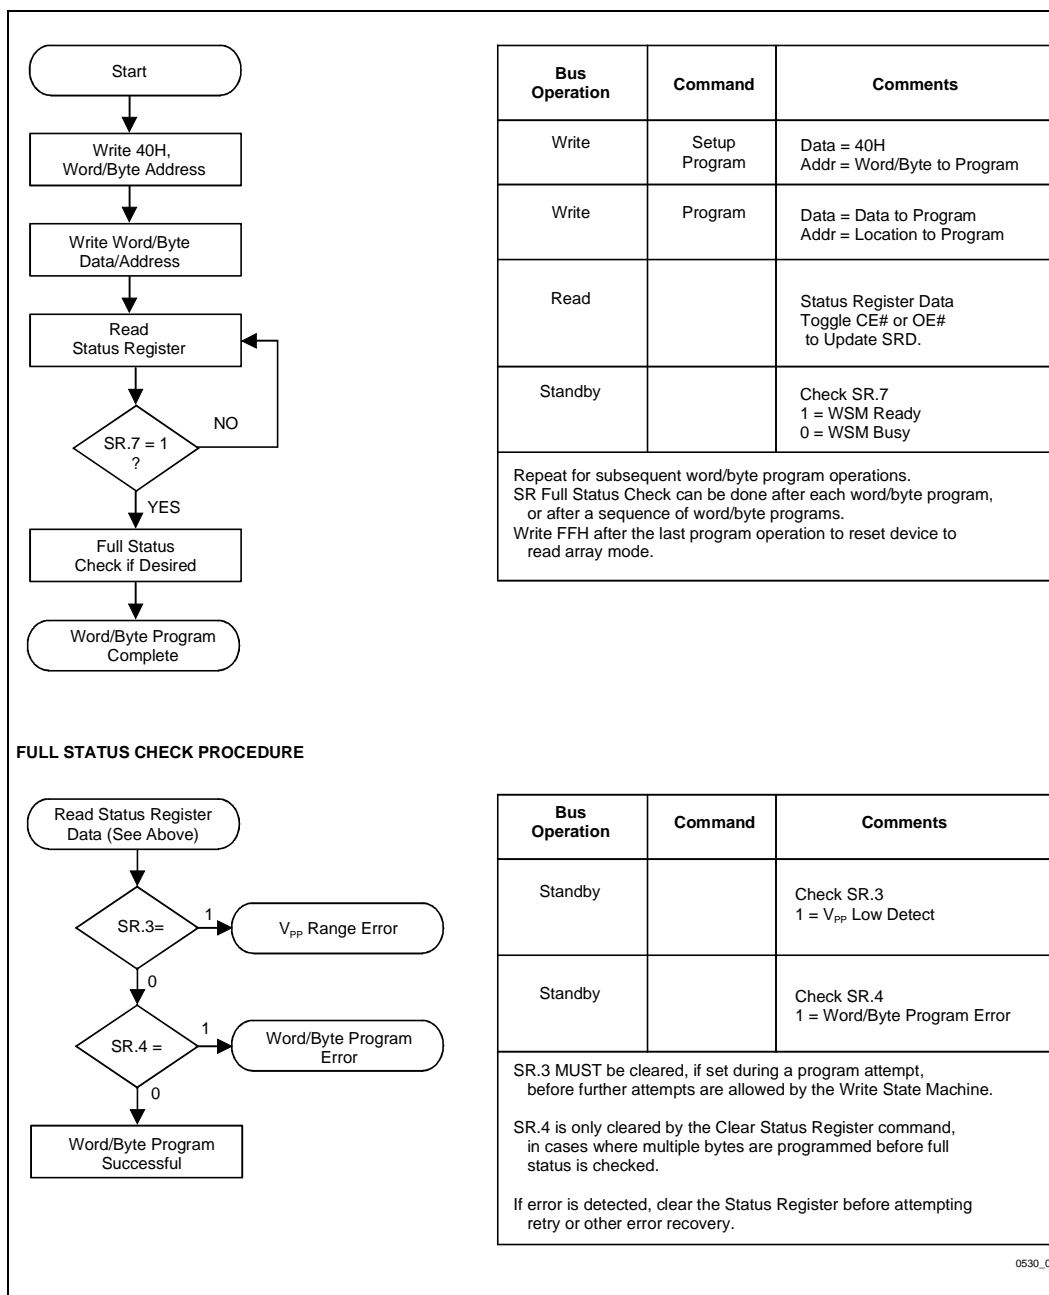 Start
Write 40H,
Word/Byte Address
Write Word/Byte
Data/Address
Read
Status Register
NO
SR.7 = 1
?
YES
Full Status
Check if Desired
Word/Byte Program
Complete
Bus
Operation
Command
Comments
Write
Setup
Program
Data = 40H
Addr = Word/Byte to Program
Write
Program
Data = Data to Program
Addr = Location to Program
Read
Status Register Data
Toggle CE# or OE#
to Update SRD.
Standby
Check SR.7
1 = WSM Ready
0 = WSM Busy
Repeat for subsequent word/byte program operations.
SR Full Status Check can be done after each word/byte program,
or after a sequence of word/byte programs.
Write FFH after the last program operation to reset device to
read array mode.
FULL STATUS CHECK PROCEDURE
Read Status Register
Data (See Above)
SR.3=
1
VPP Range Error
0
SR.4 =
1
Word/Byte Program
Error
0
Word/Byte Program
Successful
Bus
Operation
Command
Comments
Standby
Check SR.3
1 = VPP Low Detect
Standby
Check SR.4
1 = Word/Byte Program Error
SR.3 MUST be cleared, if set during a program attempt,
before further attempts are allowed by the Write State Machine.
SR.4 is only cleared by the Clear Status Register command,
in cases where multiple bytes are programmed before full
status is checked.
If error is detected, clear the Status Register before attempting
retry or other error recovery.